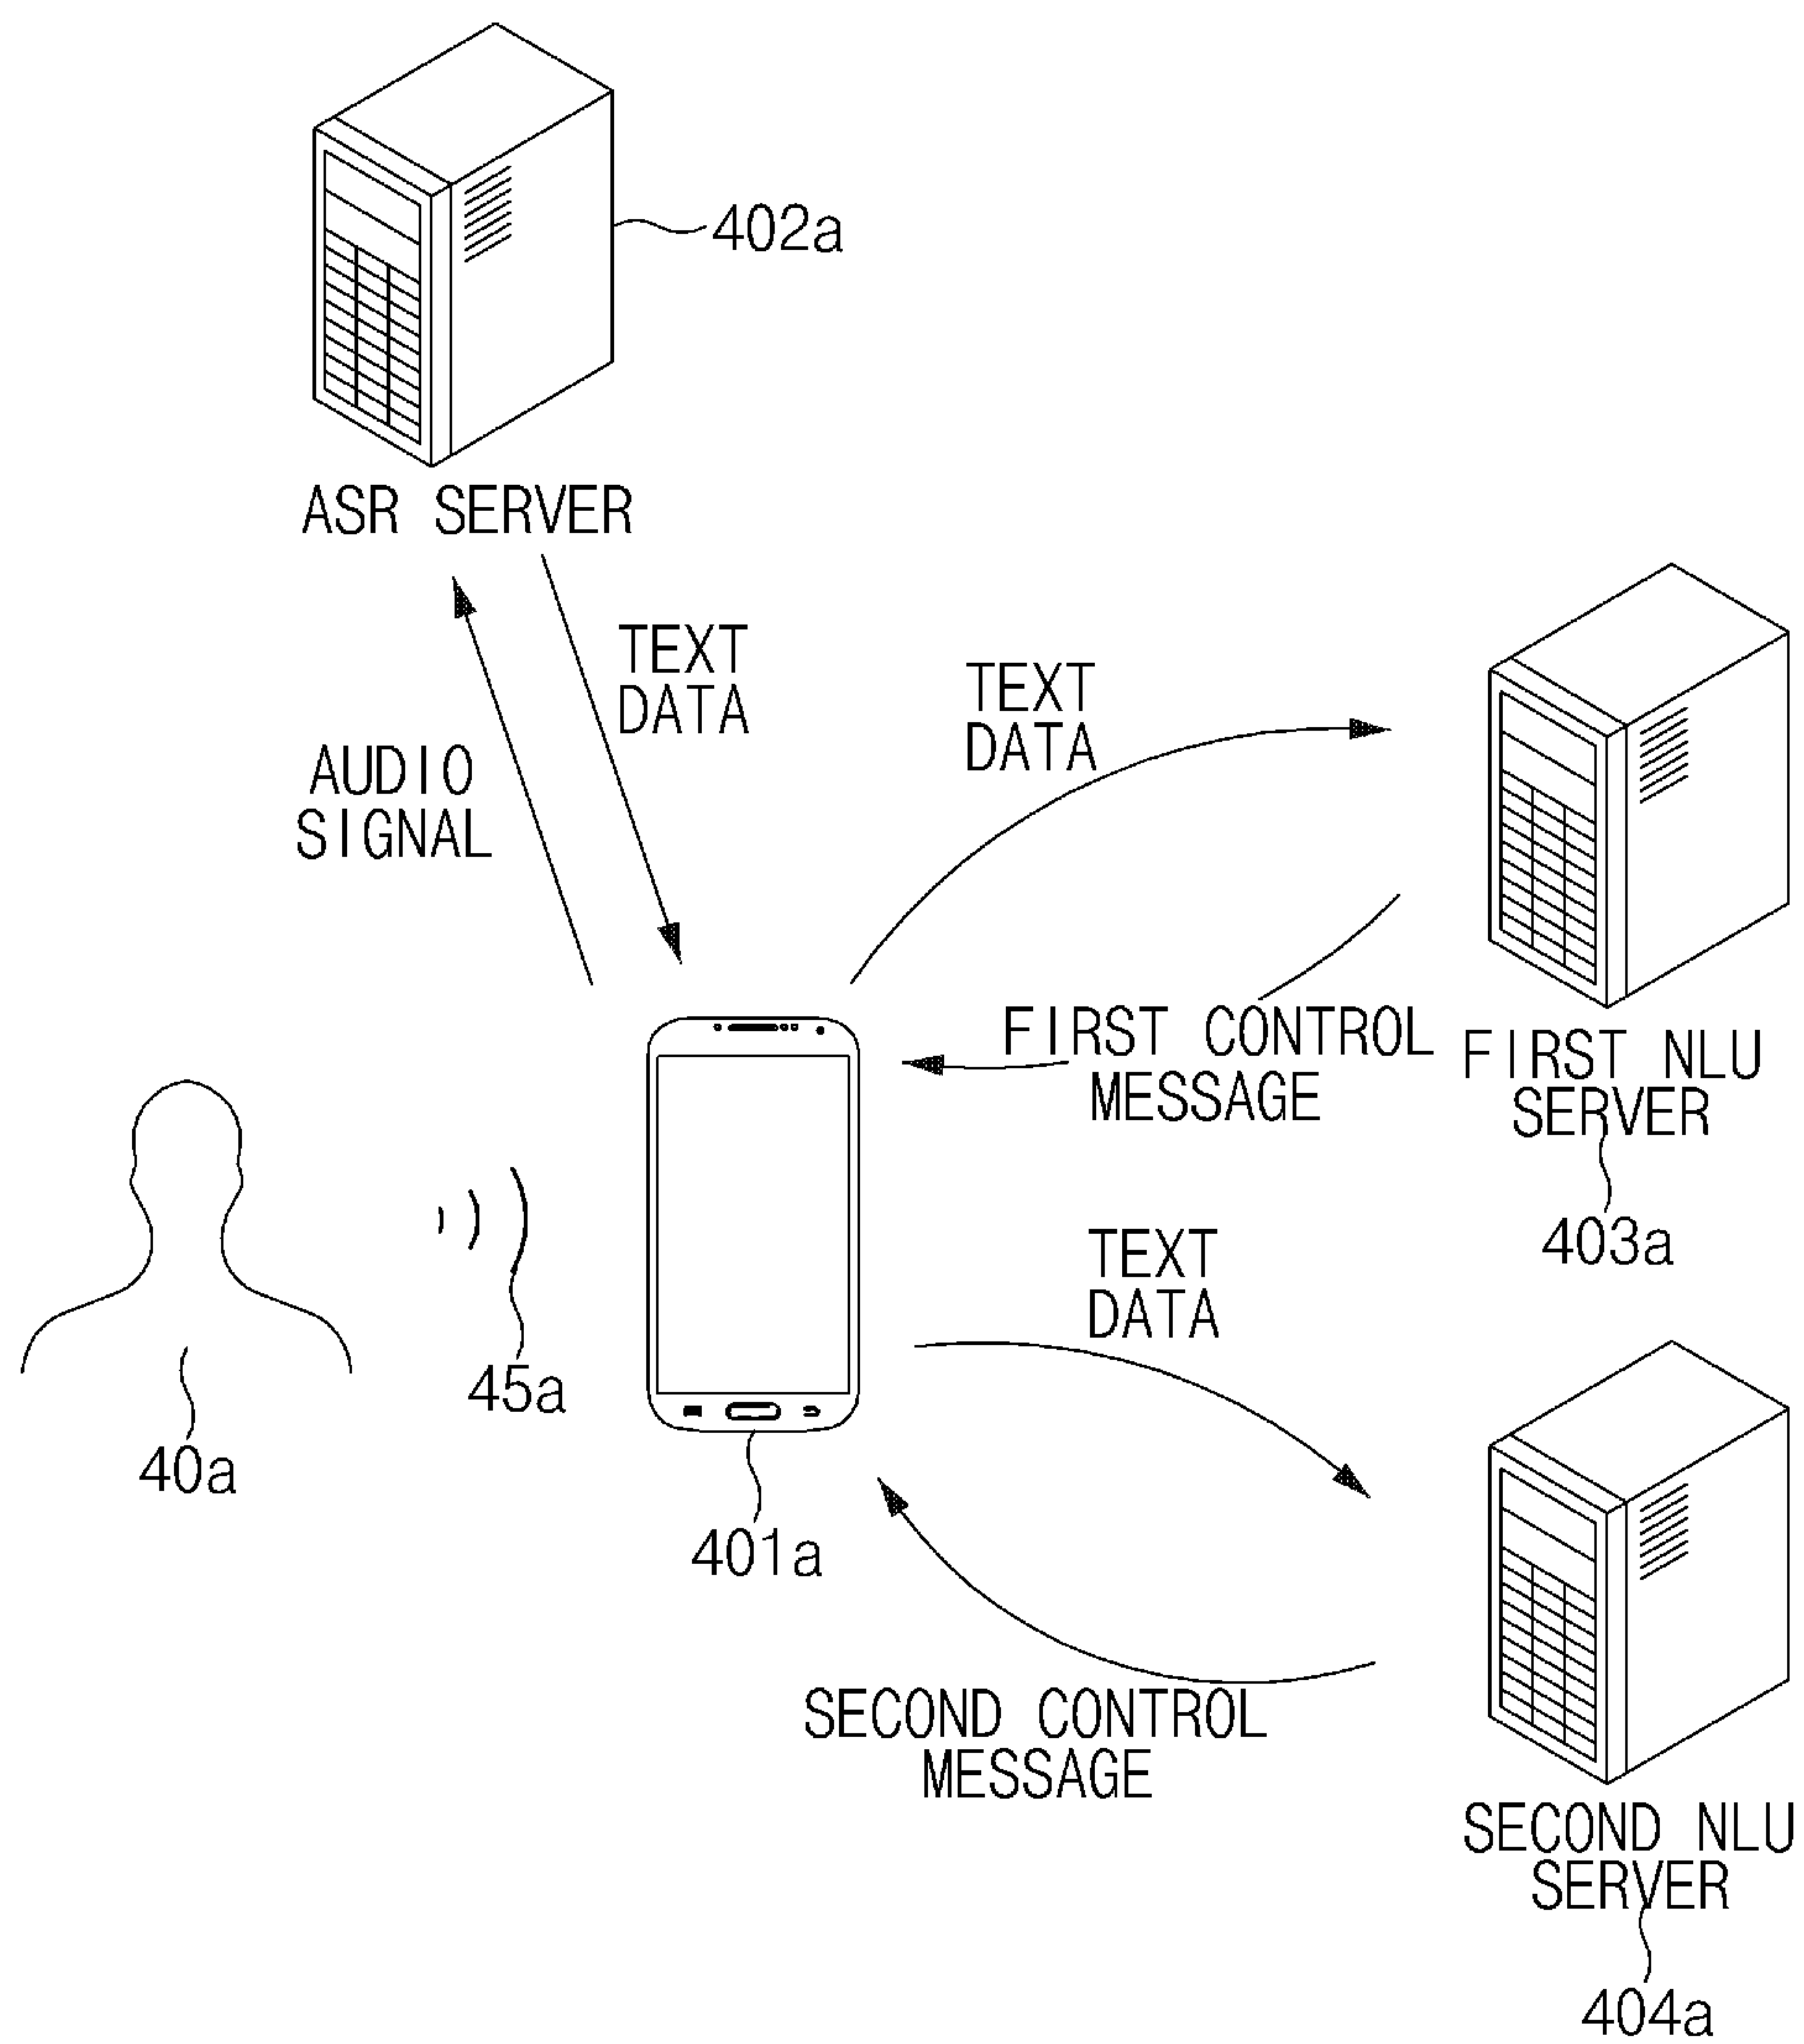 402a
ASR SERVER
TEXT
DATA
TEXT
DATA
AUDIO
SIGNAL
FIRST CONTROL
MESSAGE
FIRST NLU
SERVER
403a
TEXT
DATA
45a
40a
401a
SECOND CONTROL
MESSAGE
SECOND NLU
SERVER
404a